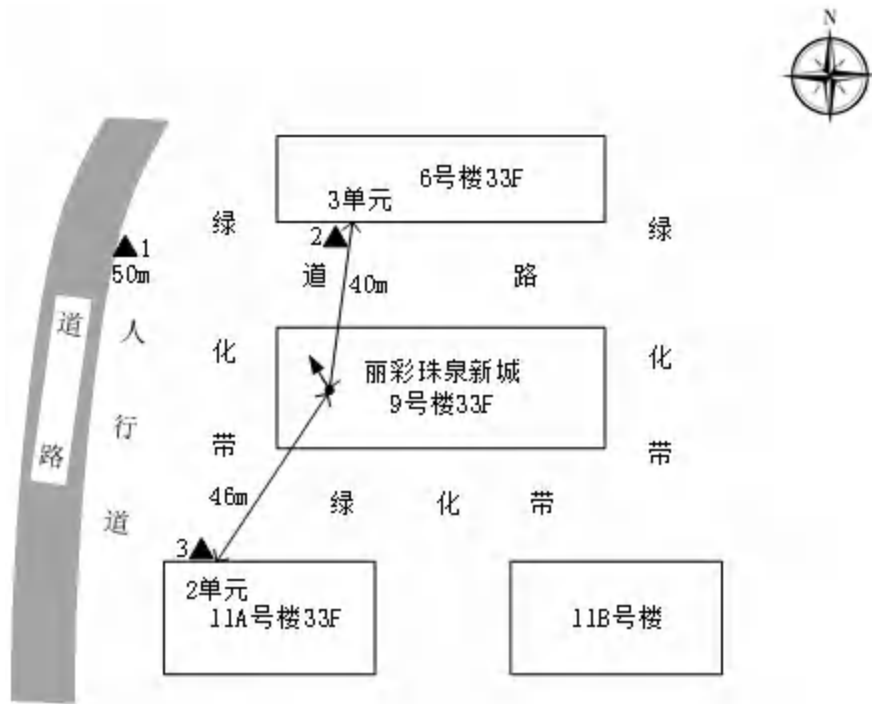 N
6号楼33F
3单元
绿
绿
2
1
50m
道 路
40m
道路
人行道
化
化
丽彩珠泉新城
9号楼33F
带
带
46m
绿 化 带
3
2单元
11A号楼33F
11B号楼